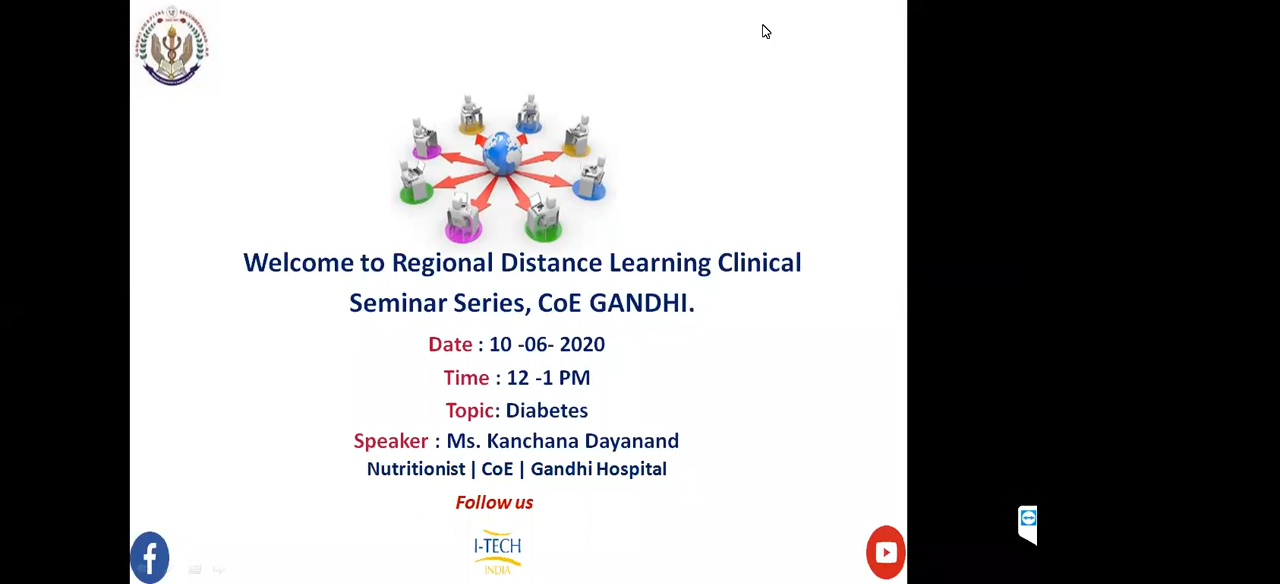 Welcome to Regional Distance Learning Clinical
Seminar Series, CoE GANDHI.
Date : 10 -06- 2020
Time : 12 -1 PM
Topic: Diabetes
Speaker : Ms. Kanchana Dayanand
Nutritionist | CoE | Gandhi Hospital
Follow us
I-TECH
INDIA